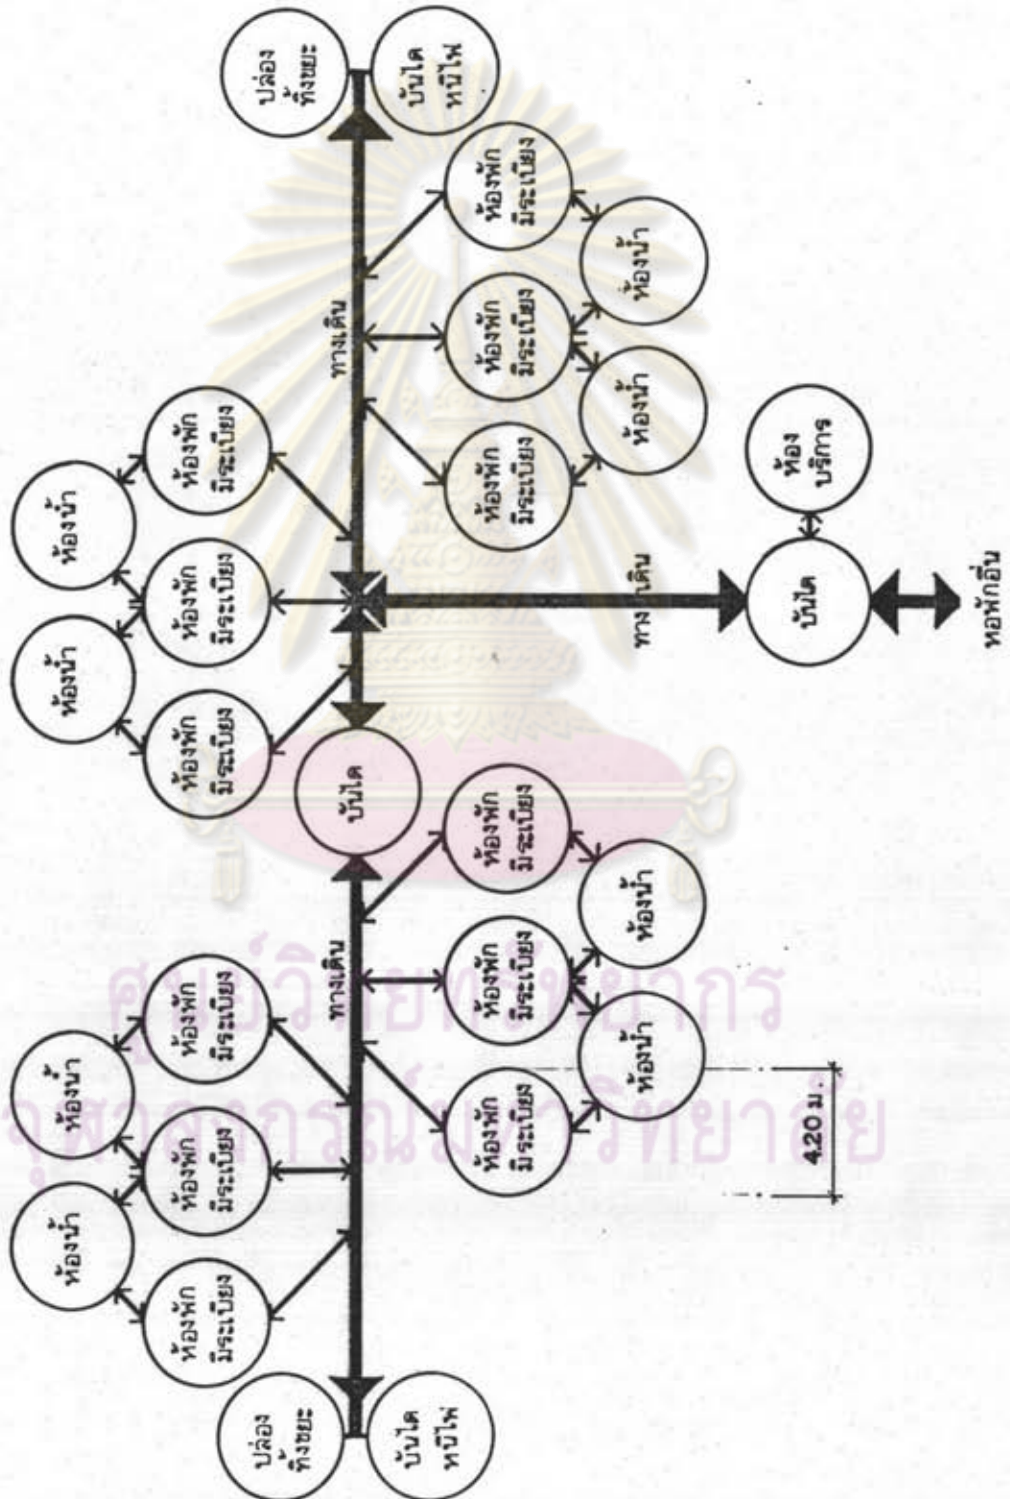 ห้องน้ำ
ห้องน้ำ
ห้องน้ำ
ห้องน้ำ
ห้องพัก
มีระเบียง
ห้องพัก
มีระเบียง
ห้องพัก
มีระเบียง
ห้องพัก
มีระเบียง
ห้องพัก
มีระเบียง
ห้องพัก
มีระเบียง
ปล่อง
ทิ้งขยะ
ปล่อง
ทิ้งขยะ
ทางเดิน
บันได
ทางเดิน
บันได
หนีไฟ
บันได
หนีไฟ
ห้องพัก
มีระเบียง
ห้องพัก
มีระเบียง
ห้องพัก
มีระเบียง
ห้องพัก
มีระเบียง
ห้องพัก
มีระเบียง
ห้องพัก
มีระเบียง
ห้องน้ำ
ห้องน้ำ
ห้องน้ำ
ห้องน้ำ
ทางเดิน
4.20 ม.
บันได
ห้อง
บริการ
หอพักอื่น
ศูนย์วิทยทรัพยากร
จุฬาลงกรณ์มหาวิทยาลัย